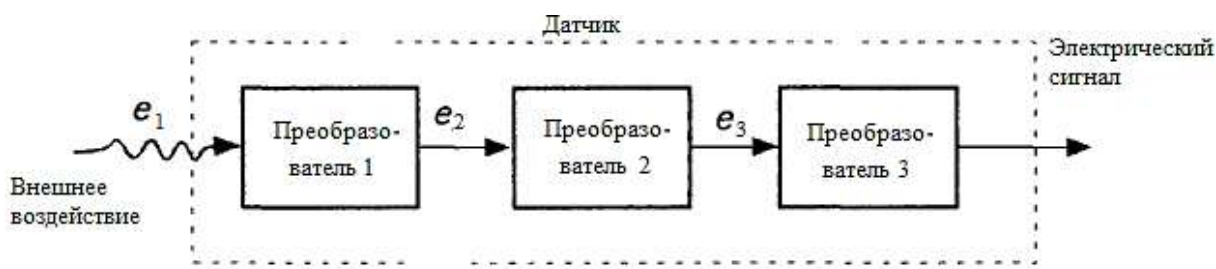 Датчик
Электрический
сигнал
e1
Преобразо-
ватель 1
e2
Преобразо-
ватель 2
e3
Преобразо-
ватель 3
Внешнее
воздействие